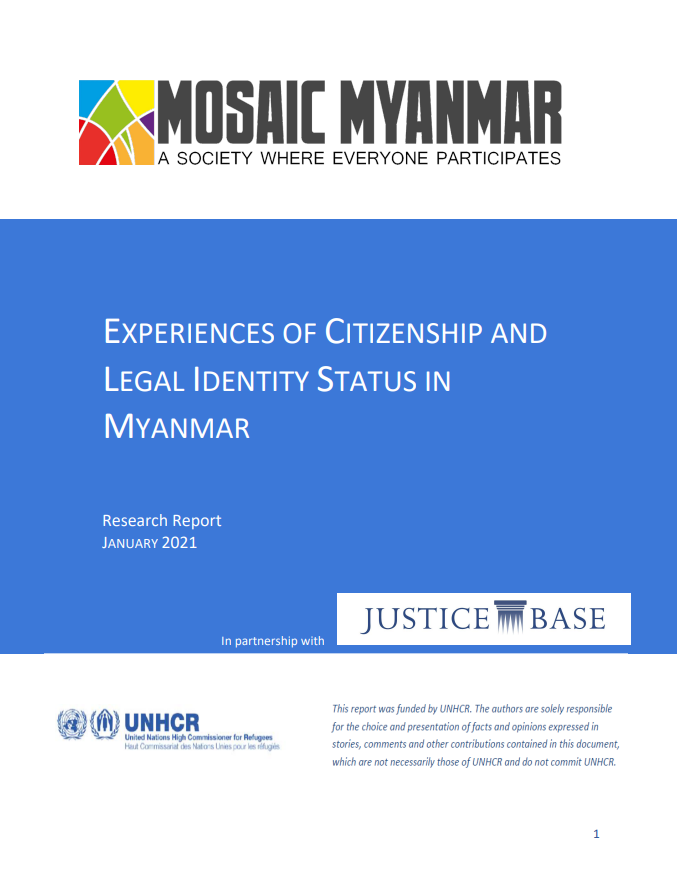 MOSAIC MYANMAR
A SOCIETY WHERE EVERYONE PARTICIPATES
EXPERIENCES OF CITIZENSHIP AND
LEGAL IDENTITY STATUS IN
MYANMAR
Research Report
JANUARY 2021
In partnership with
JUSTICE BASE
UNHCR
United Nations High Commissioner for Refugees
Haut Commissariat des Nations Unies pour les réfugiés
This report was funded by UNHCR. The authors are solely responsible
for the choice and presentation of facts and opinions expressed in
stories, comments and other contributions contained in this document,
which are not necessarily those of UNHCR and do not commit UNHCR.
1